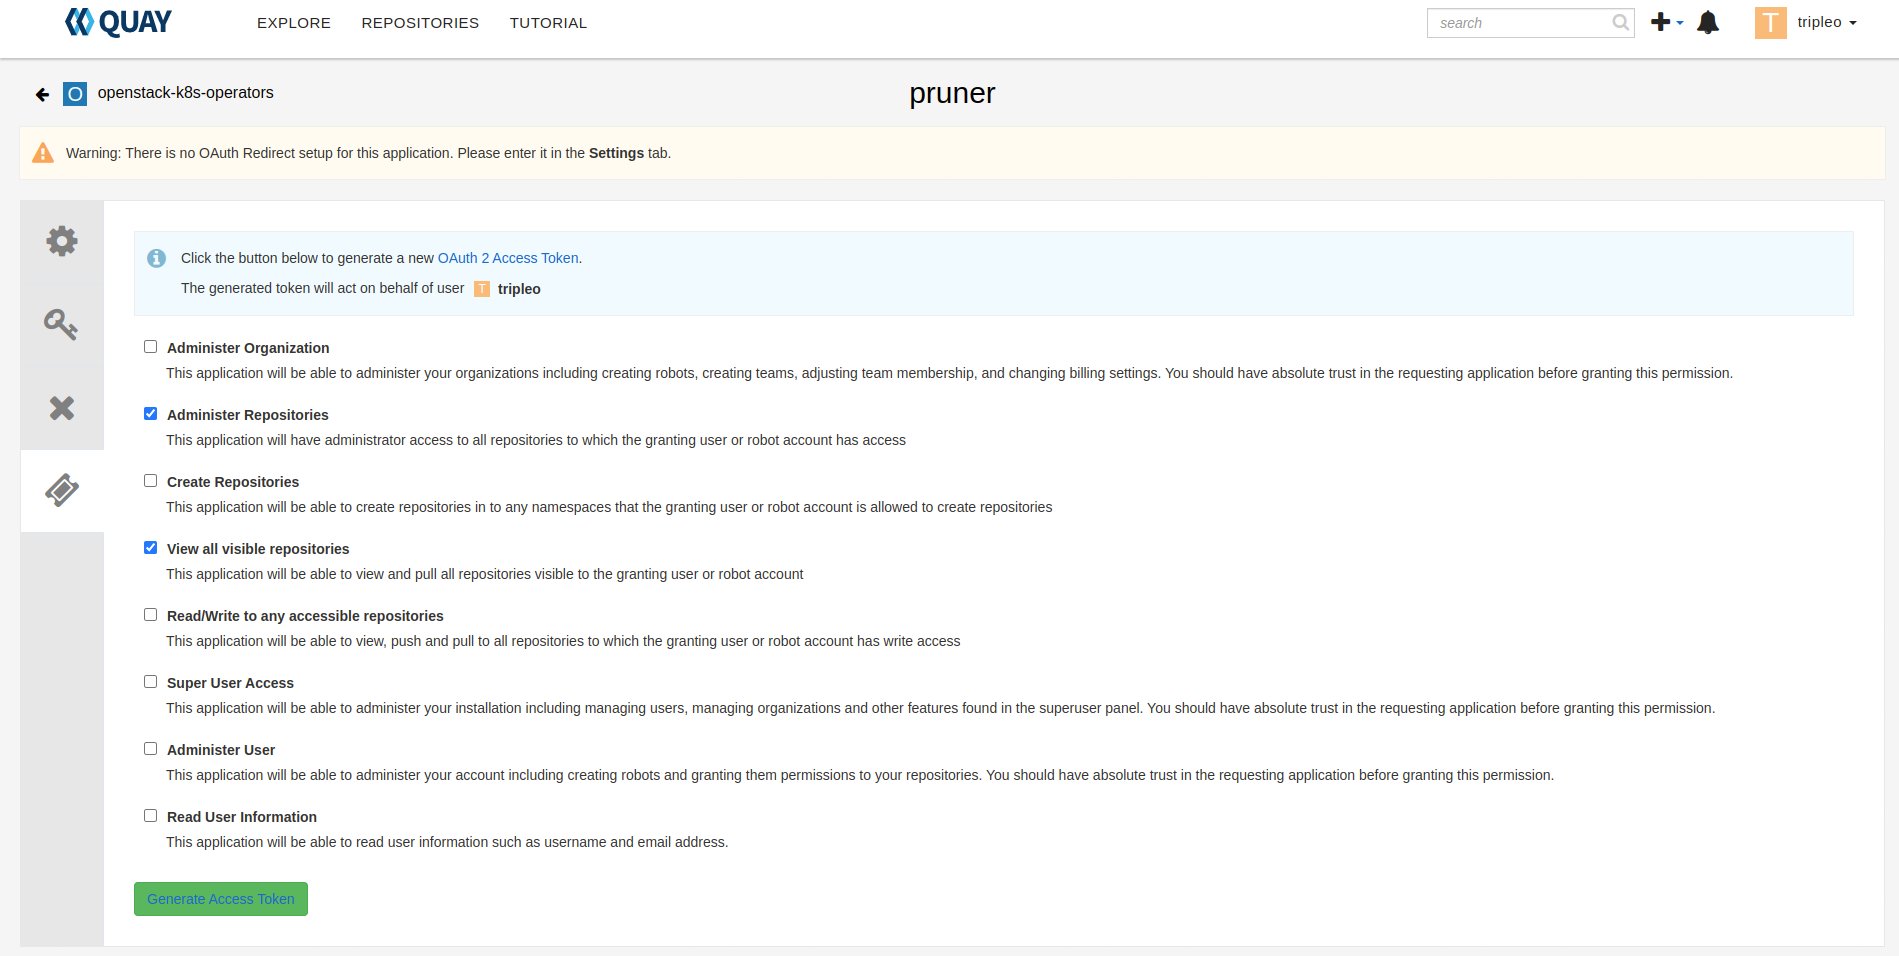 QUAY EXPLORE REPOSITORIES TUTORIAL search tripleo
O openstack-k8s-operators pruner
Warning: There is no OAuth Redirect setup for this application. Please enter it in the Settings tab.
Click the button below to generate a new OAuth 2 Access Token.
The generated token will act on behalf of user T tripleo
Administer Organization
This application will be able to administer your organizations including creating robots, creating teams, adjusting team membership, and changing billing settings. You should have absolute trust in the requesting application before granting this permission.
Administer Repositories
This application will have administrator access to all repositories to which the granting user or robot account has access
Create Repositories
This application will be able to create repositories in to any namespaces that the granting user or robot account is allowed to create repositories
View all visible repositories
This application will be able to view and pull all repositories visible to the granting user or robot account
Read/Write to any accessible repositories
This application will be able to view, push and pull to all repositories to which the granting user or robot account has write access
Super User Access
This application will be able to administer your installation including managing users, managing organizations and other features found in the superuser panel. You should have absolute trust in the requesting application before granting this permission.
Administer User
This application will be able to administer your account including creating robots and granting them permissions to your repositories. You should have absolute trust in the requesting application before granting this permission.
Read User Information
This application will be able to read user information such as username and email address.
Generate Access Token